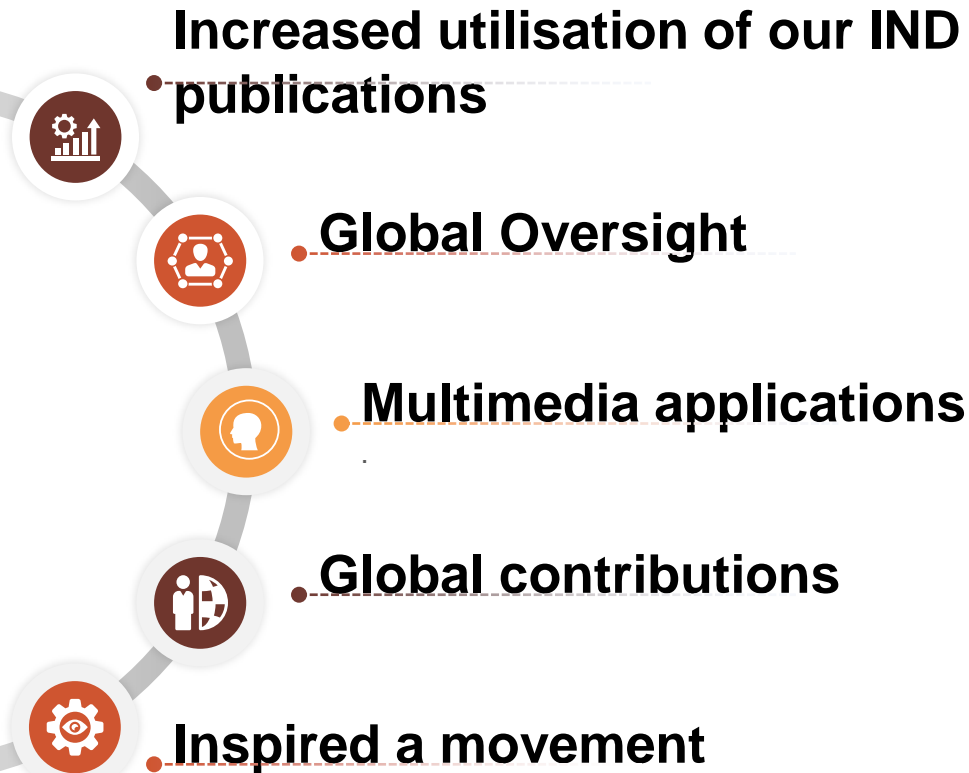 Increased utilisation of our IND
publications
Global Oversight
Multimedia applications
.
Global contributions
Inspired a movement